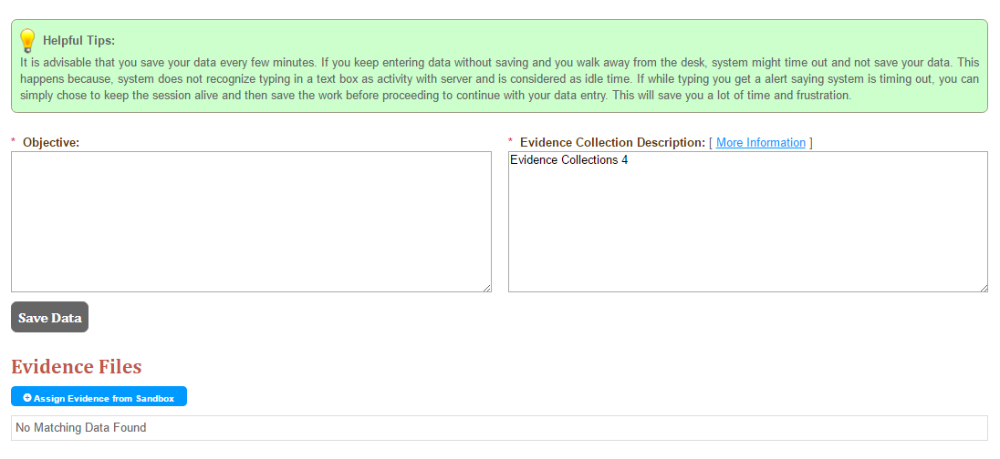 Helpful Tips:
It is advisable that you save your data every few minutes. If you keep entering data without saving and you walk away from the desk, system might time out and not save your data. This
happens because, system does not recognize typing in a text box as activity with server and is considered as idle time. If while typing you get a alert saying system is timing out, you can
simply chose to keep the session alive and then save the work before proceeding to continue with your data entry. This will save you a lot of time and frustration.
* Objective:
* Evidence Collection Description: [ More Information ]
Evidence Collections 4
Save Data
Evidence Files
Assign Evidence from Sandbox
No Matching Data Found